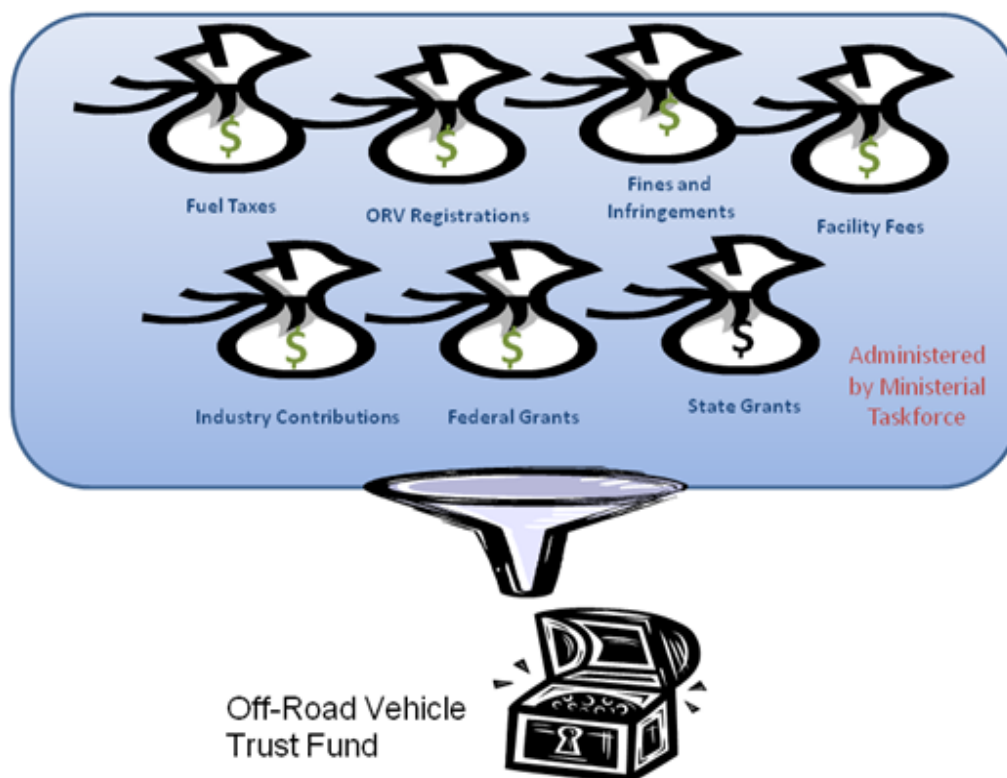 $
$
$
$
Fuel Taxes
ORV Registrations
Fines and
Infringements
Facility Fees
$
$
$
Industry Contributions
Federal Grants
State Grants
Administered
by Ministerial
Taskforce
Off-Road Vehicle
Trust Fund